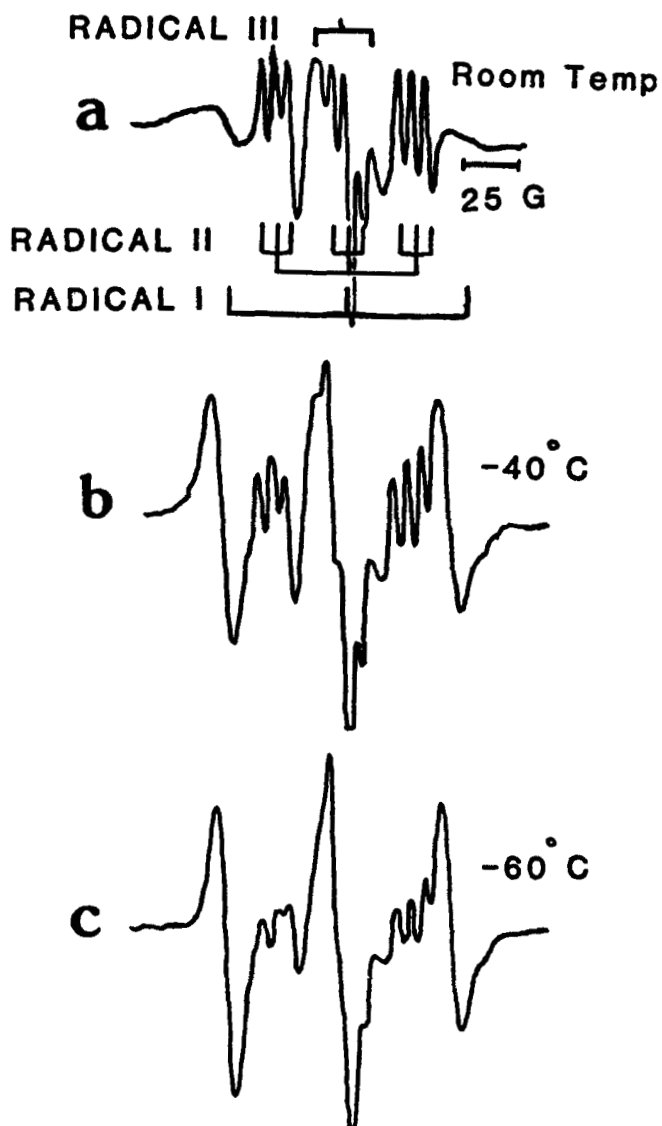 RADICAL III
Room Temp
a
25 G
RADICAL II
RADICAL I
-40°C
b
-60°C
c